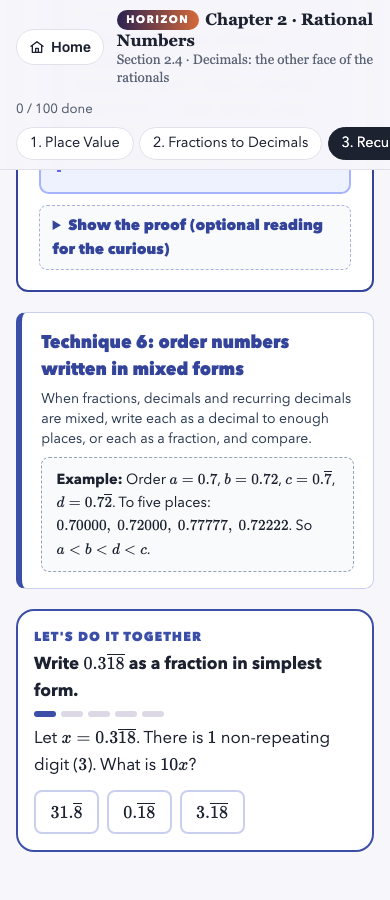 Home
HORIZON Chapter 2 · Rational
Numbers
Section 2.4 · Decimals: the other face of the
rationals
0 / 100 done
1. Place Value
2. Fractions to Decimals
3. Recu
▶ Show the proof (optional reading
for the curious)
Technique 6: order numbers
written in mixed forms
When fractions, decimals and recurring decimals
are mixed, write each as a decimal to enough
places, or each as a fraction, and compare.
Example: Order a = 0.7, b = 0.72, c = 0.7̅,
d = 0.72̅. To five places:
0.70000, 0.72000, 0.77777, 0.72222. So
a < b < d < c.
LET'S DO IT TOGETHER
Write 0.31̅8̅ as a fraction in simplest
form.
Let x = 0.31̅8̅. There is 1 non-repeating
digit (3). What is 10x?
31.8̅
0.1̅8̅
3.1̅8̅